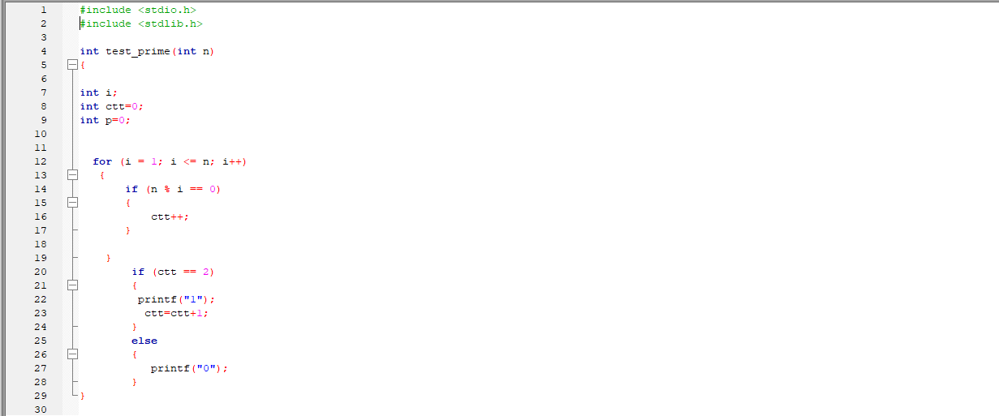 1 #include <stdio.h>
2 #include <stdlib.h>
3
4 int test_prime(int n)
5 {
6
7 int i;
8 int ctt=0;
9 int p=0;
10
11
12 for (i = 1; i <= n; i++)
13 {
14 if (n % i == 0)
15 {
16 ctt++;
17 }
18
19 }
20 if (ctt == 2)
21 {
22 printf("1");
23 ctt=ctt+1;
24 }
25 else
26 {
27 printf("0");
28 }
29 }
30